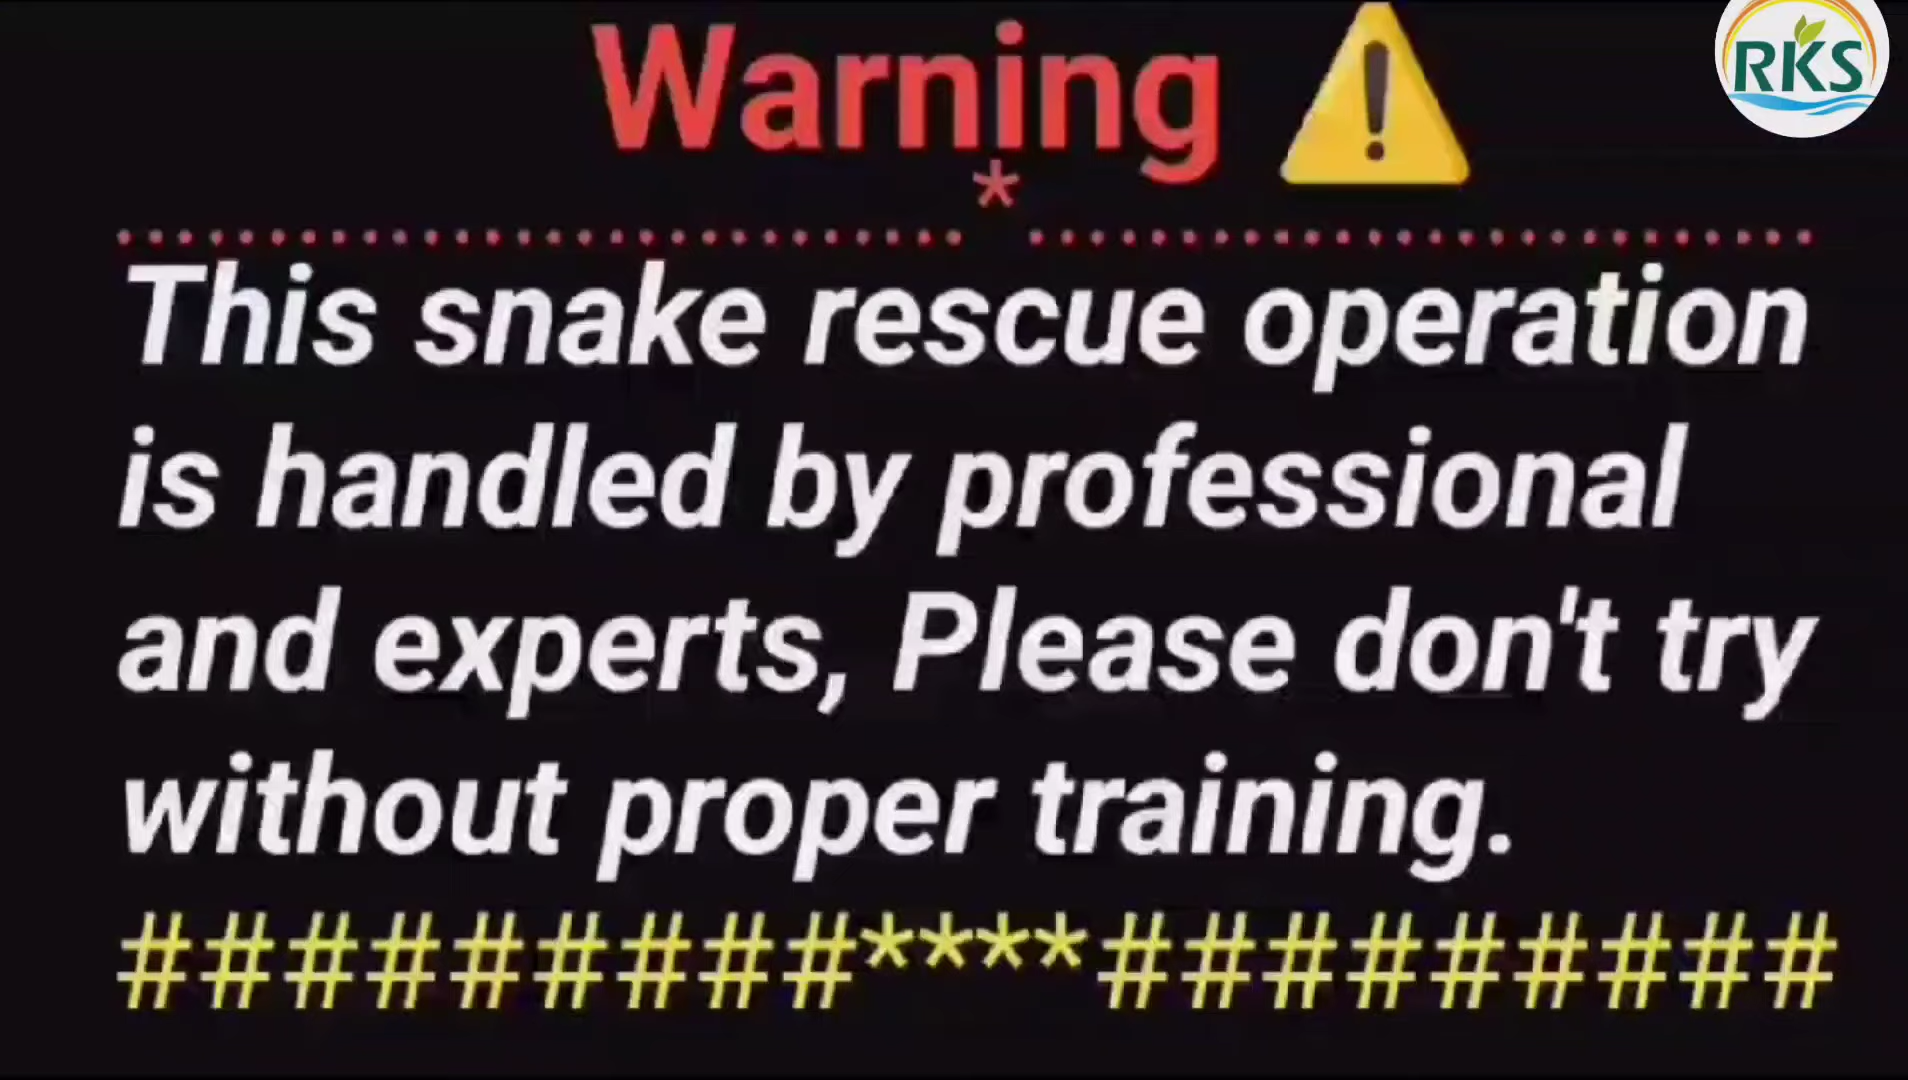 Warning ⚠️
RKS
*
............................ ..........................
This snake rescue operation
is handled by professional
and experts, Please don't try
without proper training.
#########****#########